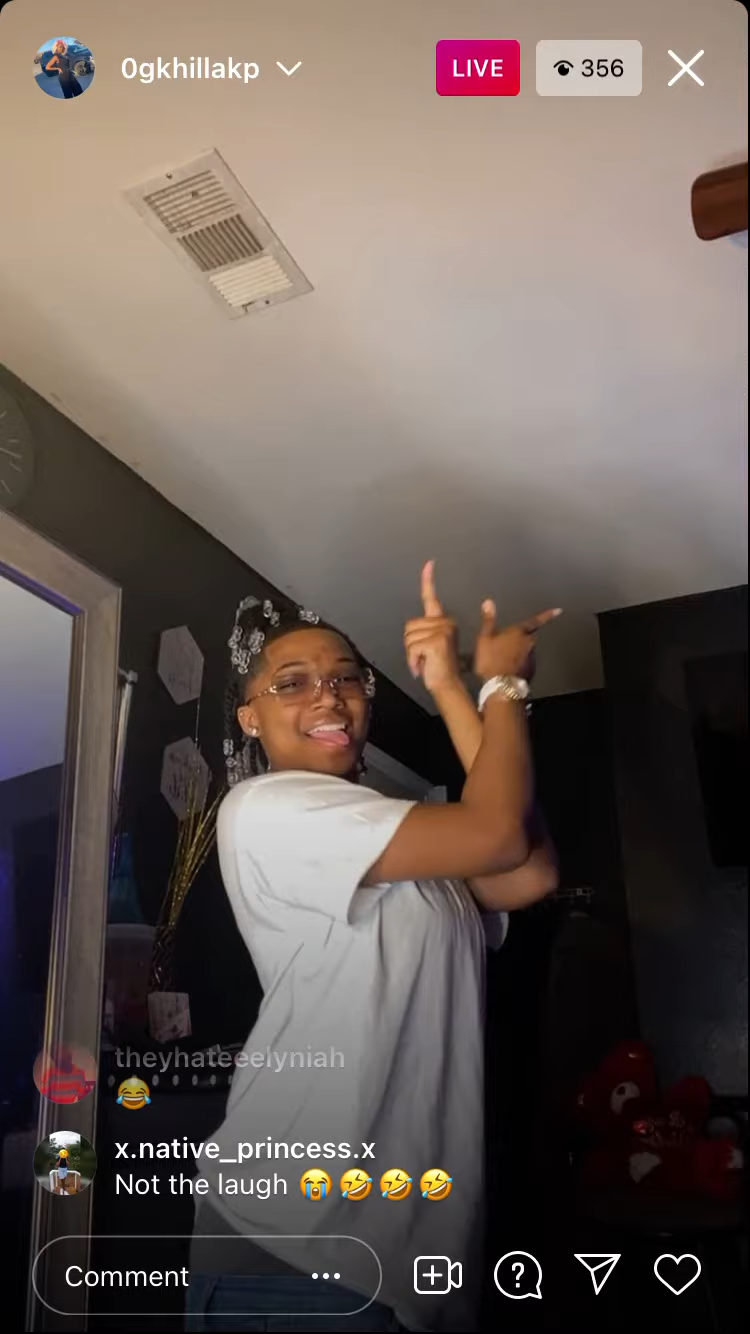 0gkhillakp
LIVE
356
theyhateeelyniah
😂
x.native_princess.x
Not the laugh 😭🤣🤣🤣
Comment